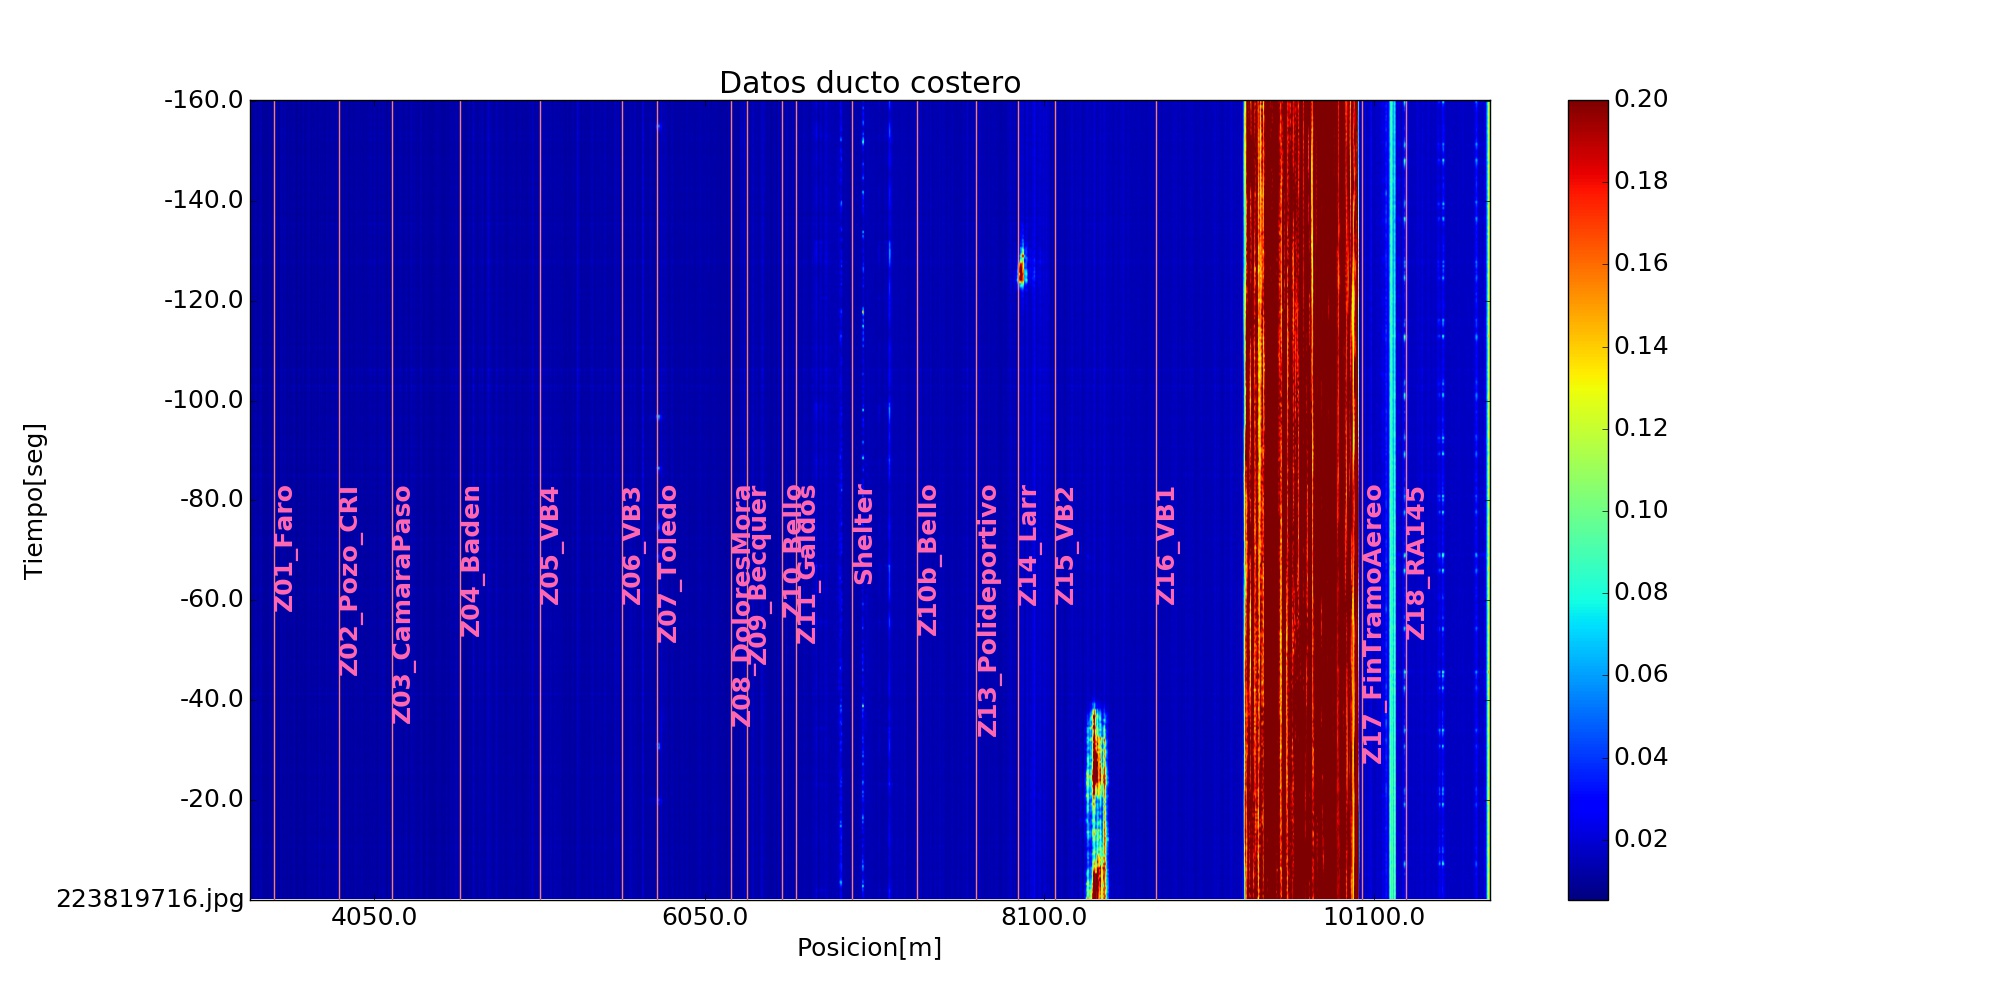 Datos ducto costero
-160.0
-140.0
-120.0
-100.0
-80.0
-60.0
-40.0
-20.0
223819716.jpg
Tiempo[seg]
Z01_Faro
Z02_Pozo_CRI
Z03_CamaraPaso
Z04_Baden
Z05_VB4
Z06_VB3
Z07_Toledo
Z08_DoloresMora
Z09_Becquer
Z10_Bello
Z11_Galdos
Shelter
Z10b_Bello
Z13_Polideportivo
Z14_Larr
Z15_VB2
Z16_VB1
Z17_FinTramoAereo
Z18_RA145
4050.0
6050.0
8100.0
10100.0
Posicion[m]
0.20
0.18
0.16
0.14
0.12
0.10
0.08
0.06
0.04
0.02